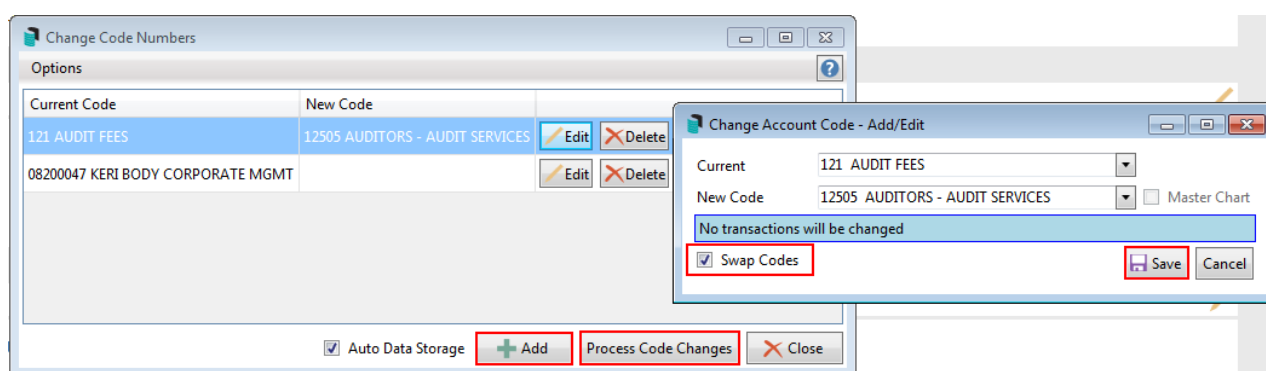 Change Code Numbers
Options
Current Code New Code
121 AUDIT FEES 12505 AUDITORS - AUDIT SERVICES Edit Delete
08200047 KERI BODY CORPORATE MGMT Edit Delete
Auto Data Storage Add Process Code Changes Close
Change Account Code - Add/Edit
Current 121 AUDIT FEES
New Code 12505 AUDITORS - AUDIT SERVICES Master Chart
No transactions will be changed
Swap Codes Save Cancel